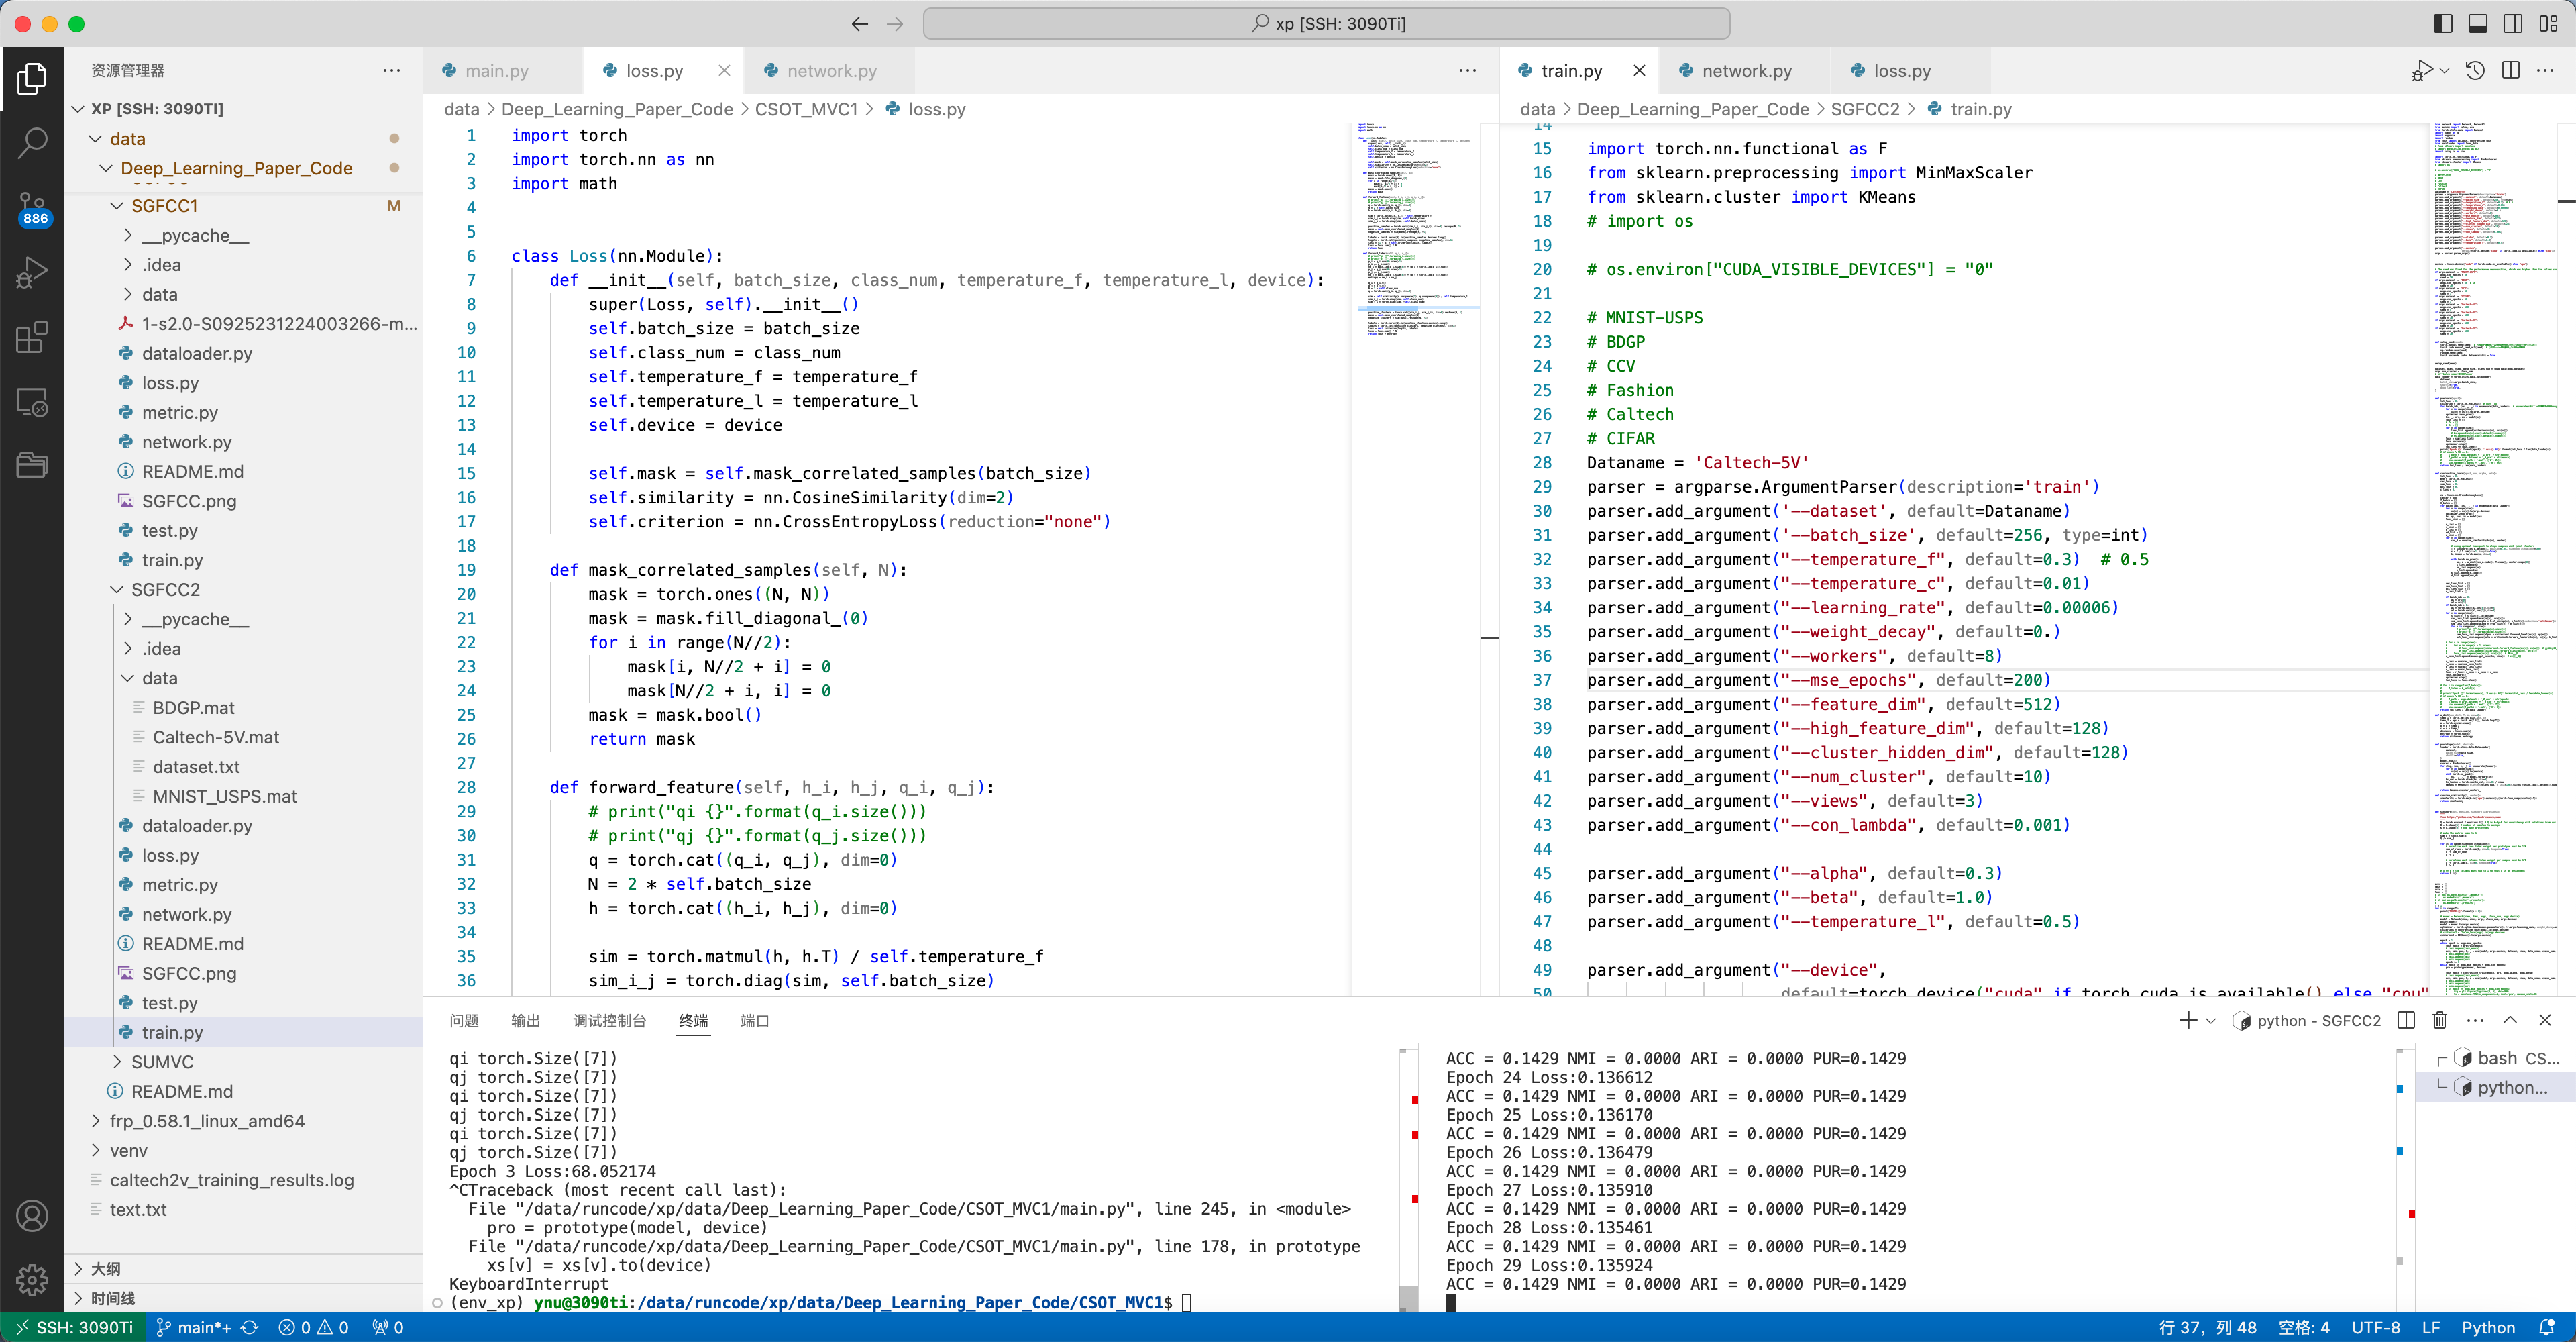 xp [SSH: 3090Ti]
资源管理器
XP [SSH: 3090TI]
data
Deep_Learning_Paper_Code
SGFCC1
M
__pycache__
.idea
data
1-s2.0-S0925231224003266-m...
dataloader.py
loss.py
metric.py
network.py
README.md
SGFCC.png
test.py
train.py
SGFCC2
__pycache__
.idea
data
BDGP.mat
Caltech-5V.mat
dataset.txt
MNIST_USPS.mat
dataloader.py
loss.py
metric.py
network.py
README.md
SGFCC.png
test.py
train.py
SUMVC
README.md
frp_0.58.1_linux_amd64
venv
caltech2v_training_results.log
text.txt
大纲
时间线
886
main.py
loss.py
network.py
data > Deep_Learning_Paper_Code > CSOT_MVC1 > loss.py
1 import torch
2 import torch.nn as nn
3 import math
4
5
6 class Loss(nn.Module):
7 def __init__(self, batch_size, class_num, temperature_f, temperature_l, device):
8 super(Loss, self).__init__()
9 self.batch_size = batch_size
10 self.class_num = class_num
11 self.temperature_f = temperature_f
12 self.temperature_l = temperature_l
13 self.device = device
14
15 self.mask = self.mask_correlated_samples(batch_size)
16 self.similarity = nn.CosineSimilarity(dim=2)
17 self.criterion = nn.CrossEntropyLoss(reduction="none")
18
19 def mask_correlated_samples(self, N):
20 mask = torch.ones((N, N))
21 mask = mask.fill_diagonal_(0)
22 for i in range(N//2):
23 mask[i, N//2 + i] = 0
24 mask[N//2 + i, i] = 0
25 mask = mask.bool()
26 return mask
27
28 def forward_feature(self, h_i, h_j, q_i, q_j):
29 # print("qi {}".format(q_i.size()))
30 # print("qj {}".format(q_j.size()))
31 q = torch.cat((q_i, q_j), dim=0)
32 N = 2 * self.batch_size
33 h = torch.cat((h_i, h_j), dim=0)
34
35 sim = torch.matmul(h, h.T) / self.temperature_f
36 sim_i_j = torch.diag(sim, self.batch_size)
train.py
network.py
loss.py
data > Deep_Learning_Paper_Code > SGFCC2 > train.py
14
15 import torch.nn.functional as F
16 from sklearn.preprocessing import MinMaxScaler
17 from sklearn.cluster import KMeans
18 # import os
19
20 # os.environ["CUDA_VISIBLE_DEVICES"] = "0"
21
22 # MNIST-USPS
23 # BDGP
24 # CCV
25 # Fashion
26 # Caltech
27 # CIFAR
28 Dataname = 'Caltech-5V'
29 parser = argparse.ArgumentParser(description='train')
30 parser.add_argument('--dataset', default=Dataname)
31 parser.add_argument('--batch_size', default=256, type=int)
32 parser.add_argument("--temperature_f", default=0.3) # 0.5
33 parser.add_argument("--temperature_c", default=0.01)
34 parser.add_argument("--learning_rate", default=0.00006)
35 parser.add_argument("--weight_decay", default=0.)
36 parser.add_argument("--workers", default=8)
37 parser.add_argument("--mse_epochs", default=200)
38 parser.add_argument("--feature_dim", default=512)
39 parser.add_argument("--high_feature_dim", default=128)
40 parser.add_argument("--cluster_hidden_dim", default=128)
41 parser.add_argument("--num_cluster", default=10)
42 parser.add_argument("--views", default=3)
43 parser.add_argument("--con_lambda", default=0.001)
44
45 parser.add_argument("--alpha", default=0.3)
46 parser.add_argument("--beta", default=1.0)
47 parser.add_argument("--temperature_l", default=0.5)
48
49 parser.add_argument("--device",
50 default=torch.device("cuda" if torch.cuda.is_available() else "cpu"
问题 输出 调试控制台 终端 端口
python - SGFCC2
qi torch.Size([7])
qj torch.Size([7])
qi torch.Size([7])
qj torch.Size([7])
qi torch.Size([7])
qj torch.Size([7])
Epoch 3 Loss:68.052174
^CTraceback (most recent call last):
File "/data/runcode/xp/data/Deep_Learning_Paper_Code/CSOT_MVC1/main.py", line 245, in <module>
pro = prototype(model, device)
File "/data/runcode/xp/data/Deep_Learning_Paper_Code/CSOT_MVC1/main.py", line 178, in prototype
xs[v] = xs[v].to(device)
KeyboardInterrupt
(env_xp) ynu@3090ti:/data/runcode/xp/data/Deep_Learning_Paper_Code/CSOT_MVC1$
ACC = 0.1429 NMI = 0.0000 ARI = 0.0000 PUR=0.1429
Epoch 24 Loss:0.136612
ACC = 0.1429 NMI = 0.0000 ARI = 0.0000 PUR=0.1429
Epoch 25 Loss:0.136170
ACC = 0.1429 NMI = 0.0000 ARI = 0.0000 PUR=0.1429
Epoch 26 Loss:0.136479
ACC = 0.1429 NMI = 0.0000 ARI = 0.0000 PUR=0.1429
Epoch 27 Loss:0.135910
ACC = 0.1429 NMI = 0.0000 ARI = 0.0000 PUR=0.1429
Epoch 28 Loss:0.135461
ACC = 0.1429 NMI = 0.0000 ARI = 0.0000 PUR=0.1429
Epoch 29 Loss:0.135924
ACC = 0.1429 NMI = 0.0000 ARI = 0.0000 PUR=0.1429
bash CS...
python...
SSH: 3090Ti main*+ 0 0 0
行 37，列 48 空格: 4 UTF-8 LF Python